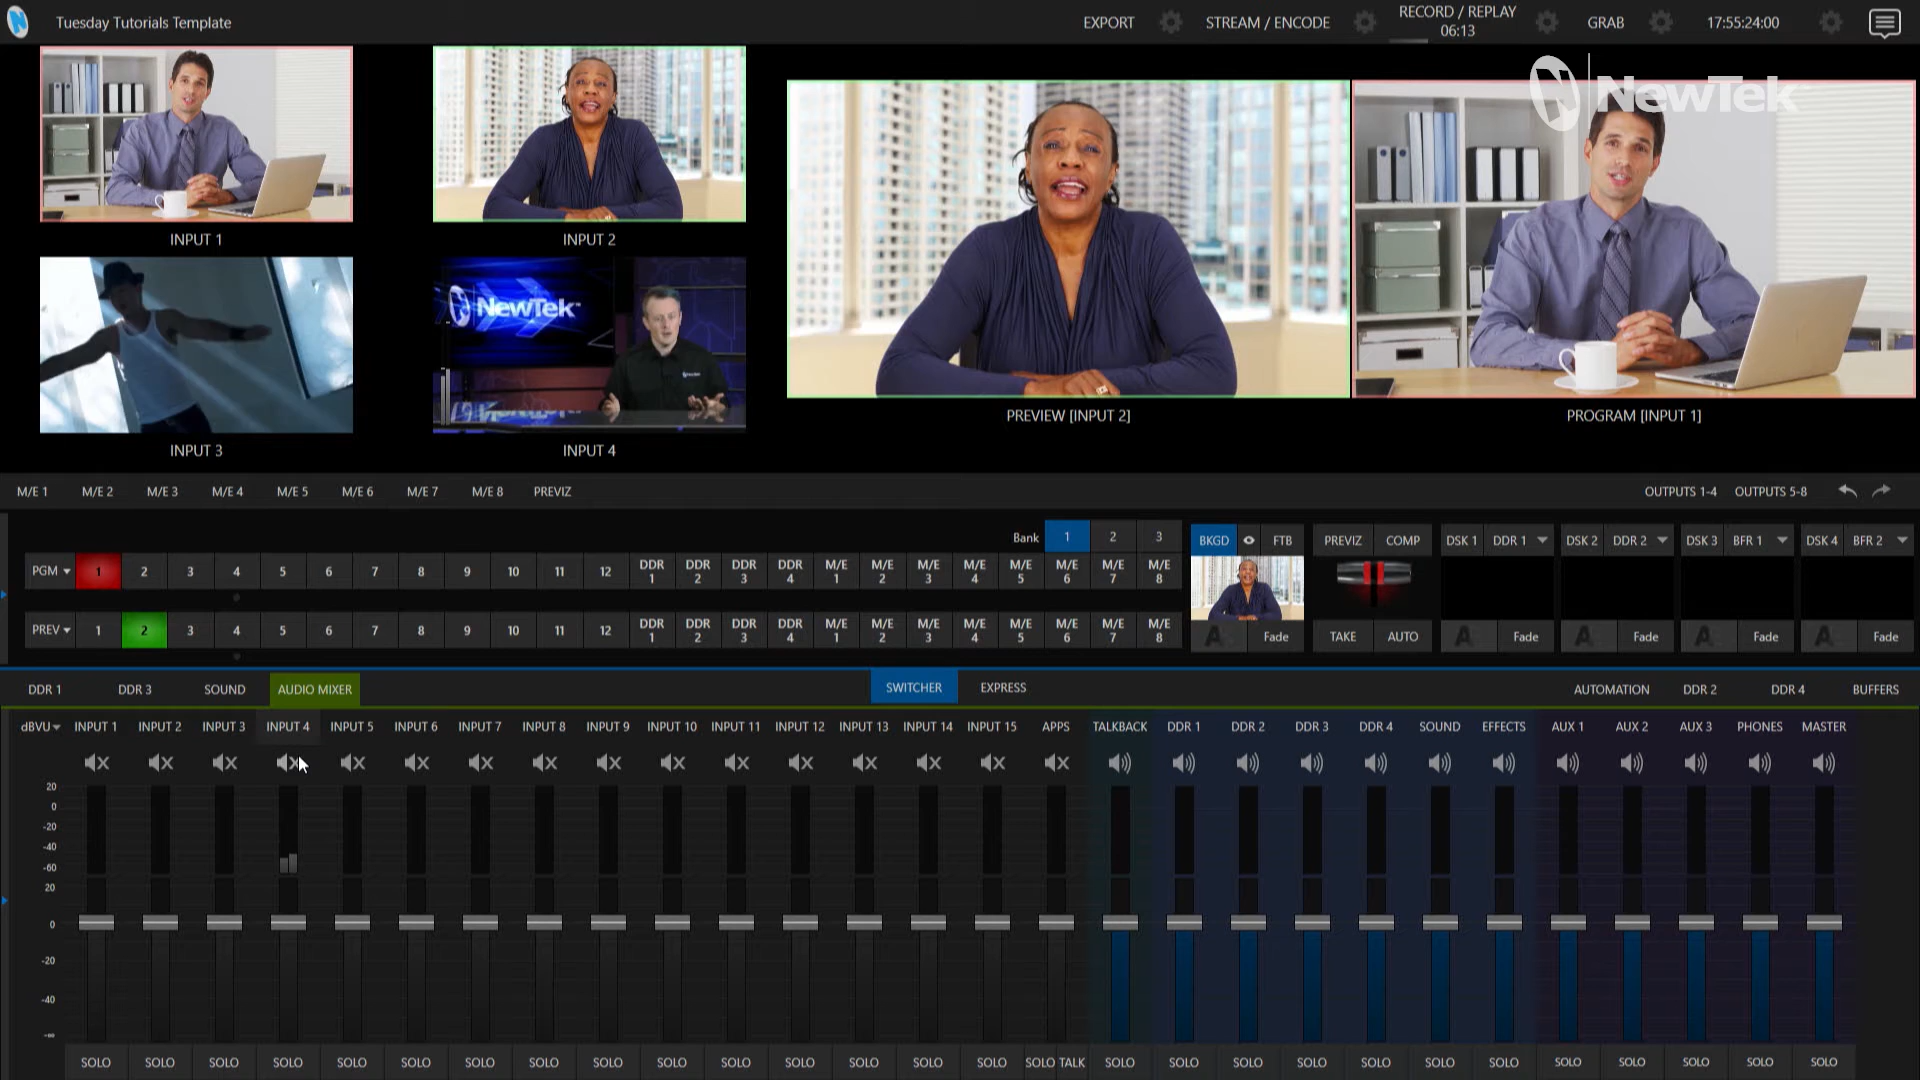 Tuesday Tutorials Template
EXPORT
STREAM / ENCODE
RECORD / REPLAY
06:13
GRAB
17:55:24:00
NewTek
INPUT 1
INPUT 2
NewTek
INPUT 3
INPUT 4
PREVIEW [INPUT 2]
PROGRAM [INPUT 1]
M/E 1 M/E 2 M/E 3 M/E 4 M/E 5 M/E 6 M/E 7 M/E 8 PREVIZ
OUTPUTS 1-4 OUTPUTS 5-8
Bank 1 2 3
PGM 1 2 3 4 5 6 7 8 9 10 11 12 DDR 1 DDR 2 DDR 3 DDR 4 M/E 1 M/E 2 M/E 3 M/E 4 M/E 5 M/E 6 M/E 7 M/E 8
PREV 1 2 3 4 5 6 7 8 9 10 11 12 DDR 1 DDR 2 DDR 3 DDR 4 M/E 1 M/E 2 M/E 3 M/E 4 M/E 5 M/E 6 M/E 7 M/E 8
BKGD FTB PREVIZ COMP DSK 1 DDR 1 DSK 2 DDR 2 DSK 3 BFR 1 DSK 4 BFR 2
A Fade TAKE AUTO A Fade A Fade A Fade A Fade
DDR 1 DDR 3 SOUND AUDIO MIXER SWITCHER EXPRESS AUTOMATION DDR 2 DDR 4 BUFFERS
dBVU INPUT 1 INPUT 2 INPUT 3 INPUT 4 INPUT 5 INPUT 6 INPUT 7 INPUT 8 INPUT 9 INPUT 10 INPUT 11 INPUT 12 INPUT 13 INPUT 14 INPUT 15 APPS TALKBACK DDR 1 DDR 2 DDR 3 DDR 4 SOUND EFFECTS AUX 1 AUX 2 AUX 3 PHONES MASTER
20
0
-20
-40
-60
20
0
-20
-40
-∞
SOLO SOLO SOLO SOLO SOLO SOLO SOLO SOLO SOLO SOLO SOLO SOLO SOLO SOLO SOLO SOLO TALK SOLO SOLO SOLO SOLO SOLO SOLO SOLO SOLO SOLO SOLO SOLO SOLO